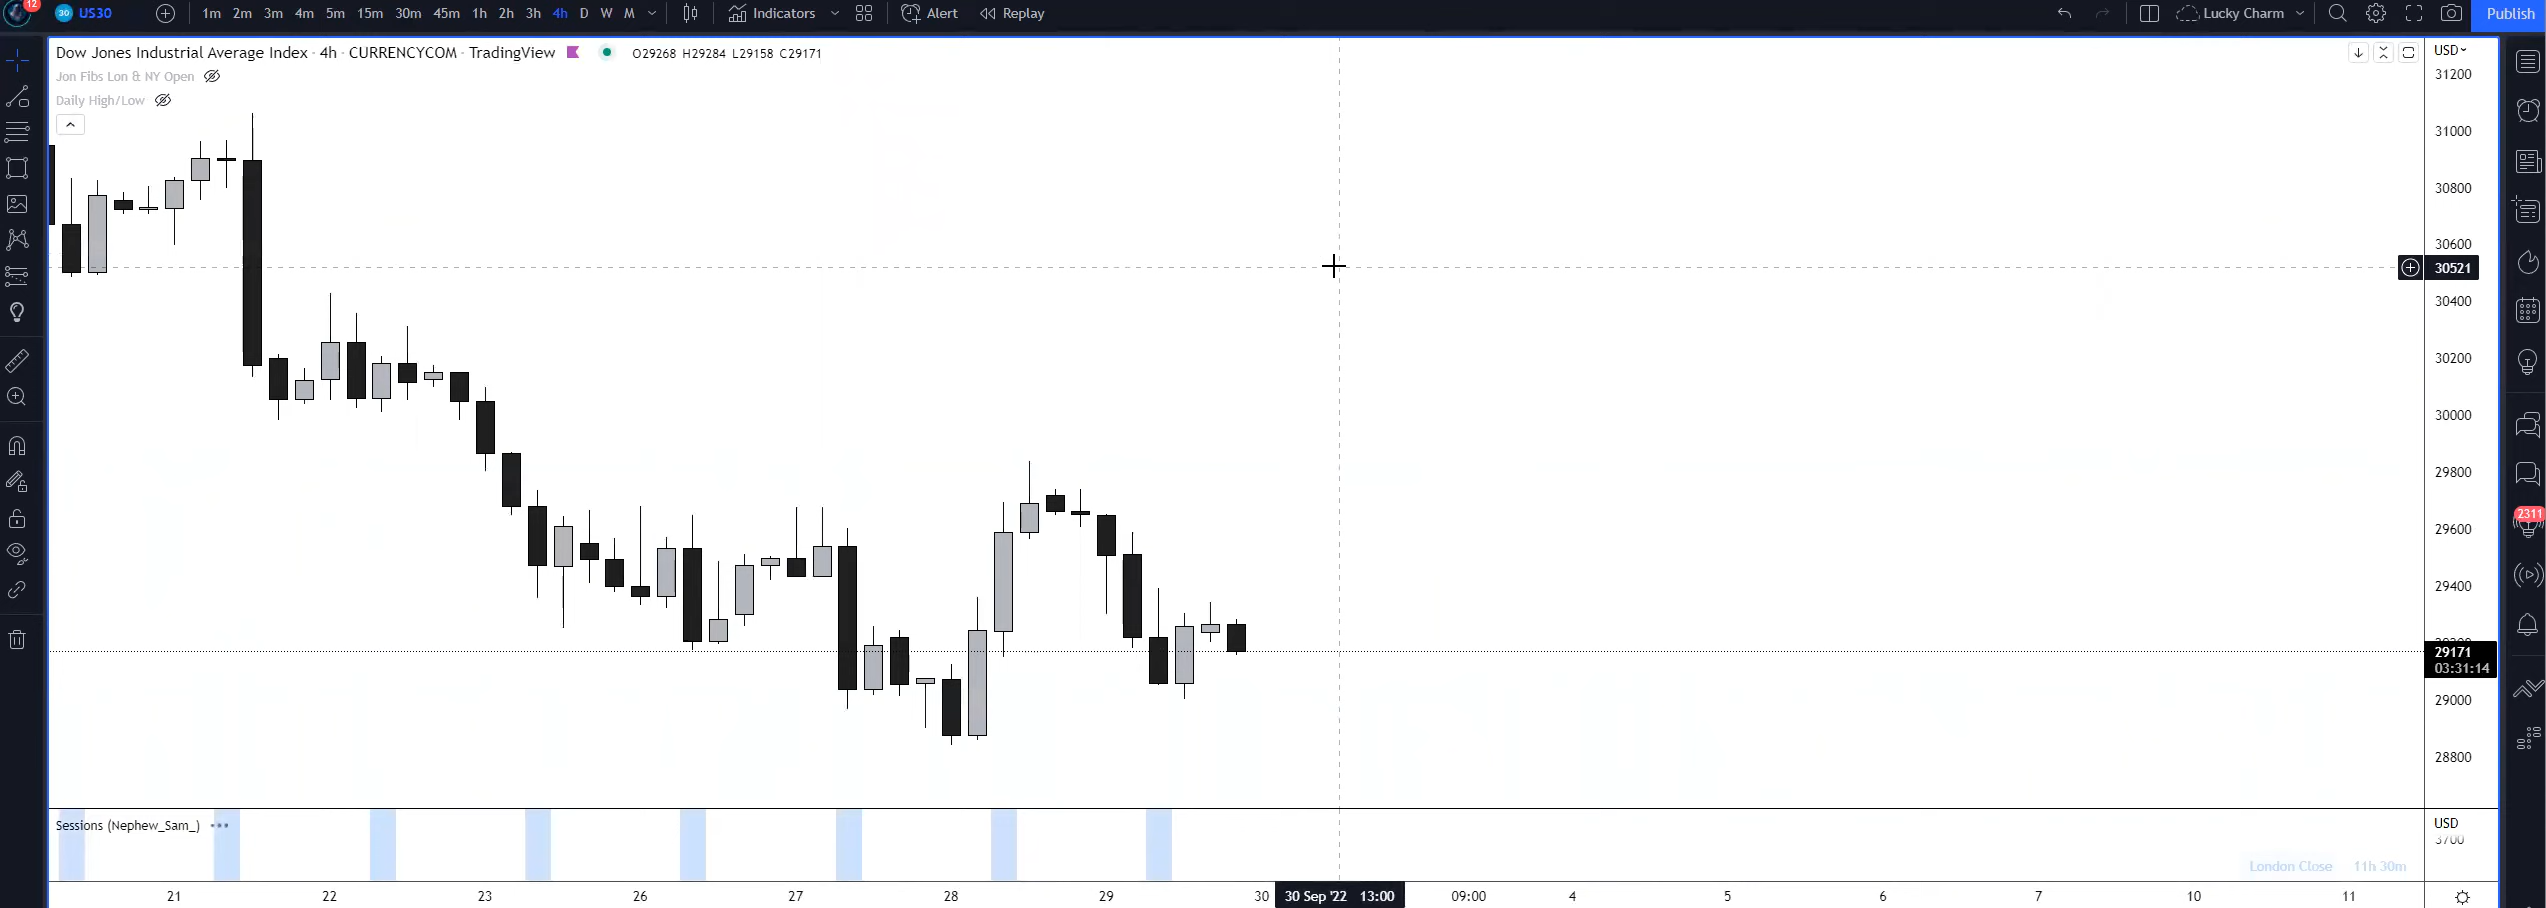 12
30 US30 1m 2m 3m 4m 5m 15m 30m 45m 1h 2h 3h 4h D W M Indicators Alert Replay Lucky Charm Publish
Dow Jones Industrial Average Index · 4h · CURRENCYCOM · TradingView O29268 H29284 L29158 C29171
Jon Fibs Lon & NY Open
Daily High/Low
USD
31200
31000
30800
30600
30521
30400
30200
30000
29800
29600
29400
29171
03:31:14
29000
28800
2311
Sessions (Nephew_Sam_)
USD
3700
London Close 11h 30m
21 22 23 26 27 28 29 30 30 Sep '22 13:00 09:00 4 5 6 7 10 11